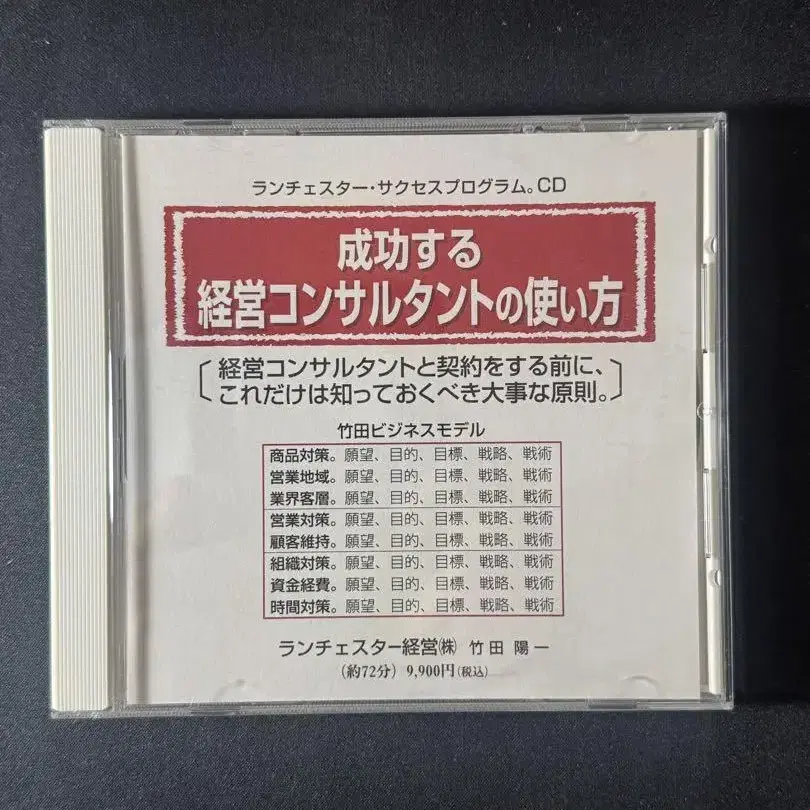 ランチェスター・サクセスプログラム。CD
成功する
経営コンサルタントの使い方
経営コンサルタントと契約をする前に、
これだけは知っておくべき大事な原則。
竹田ビジネスモデル
商品対策。願望、目的、目標、戦略、戦術
営業地域。願望、目的、目標、戦略、戦術
業界客層。願望、目的、目標、戦略、戦術
営業対策。願望、目的、目標、戦略、戦術
顧客維持。願望、目的、目標、戦略、戦術
組織対策。願望、目的、目標、戦略、戦術
資金経費。願望、目的、目標、戦略、戦術
時間対策。願望、目的、目標、戦略、戦術
ランチェスター経営㈱ 竹田 陽一
(約72分) 9,900円(税込)